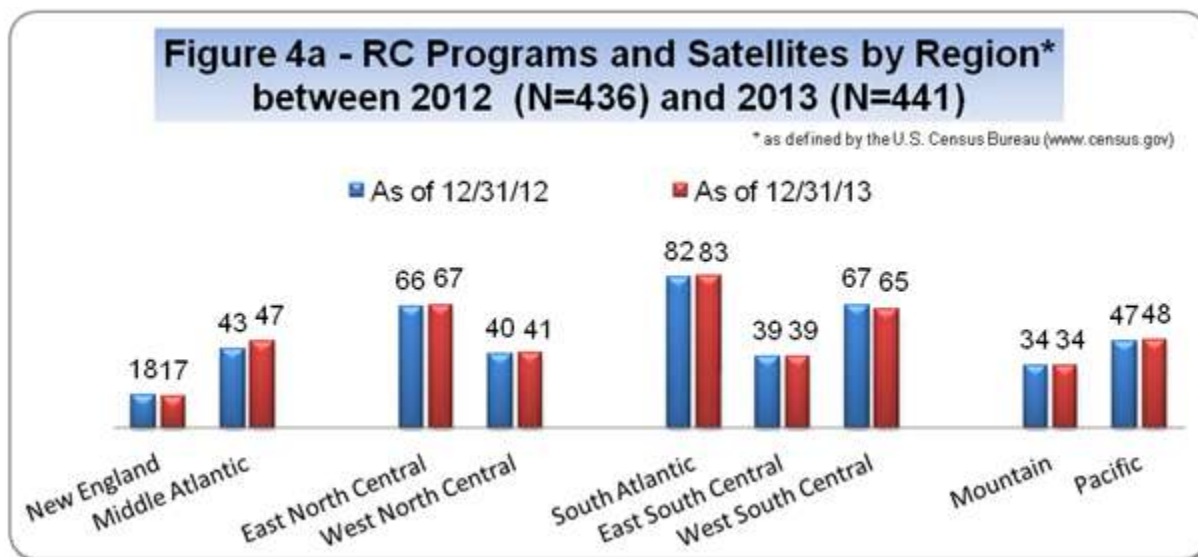 Figure 4a - RC Programs and Satellites by Region*
between 2012 (N=436) and 2013 (N=441)
* as defined by the U.S. Census Bureau (www.census.gov)
As of 12/31/12 As of 12/31/13
18 17 43 47 66 67 40 41 82 83 39 39 67 65 34 34 47 48
New England Middle Atlantic East North Central West North Central South Atlantic East South Central West South Central Mountain Pacific